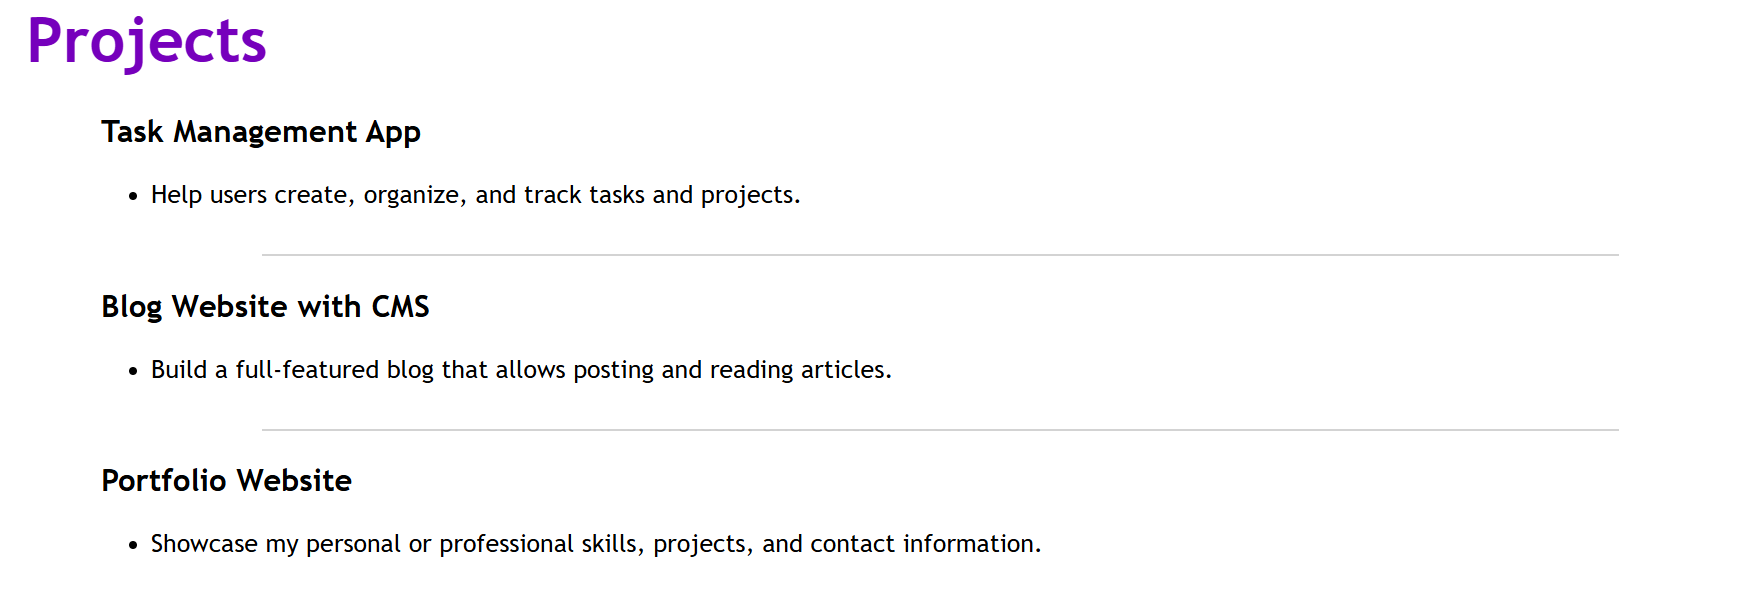 Projects
Task Management App
• Help users create, organize, and track tasks and projects.
Blog Website with CMS
• Build a full-featured blog that allows posting and reading articles.
Portfolio Website
• Showcase my personal or professional skills, projects, and contact information.